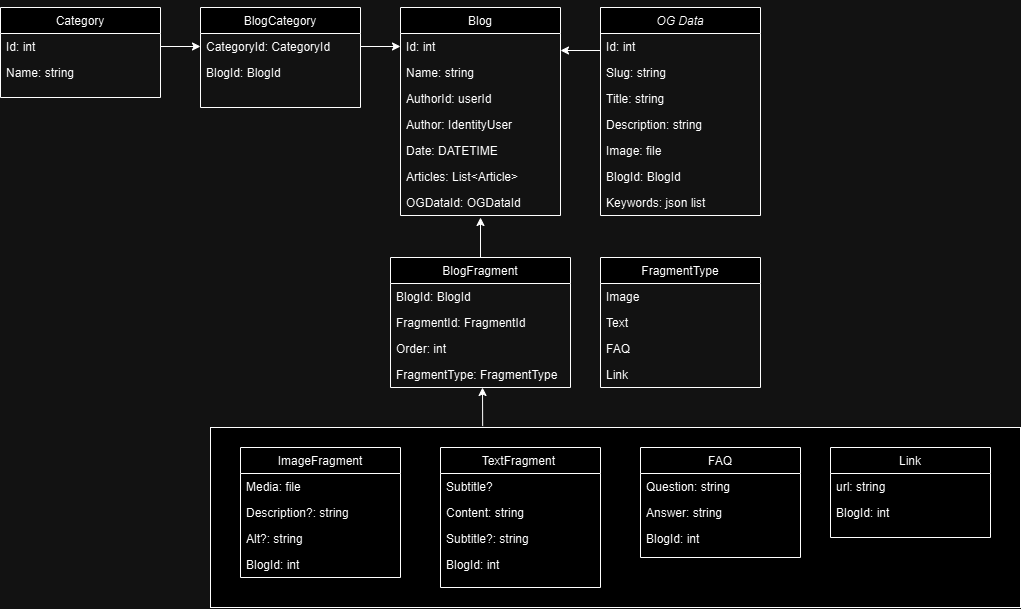 Category
Id: int
Name: string
BlogCategory
CategoryId: CategoryId
BlogId: BlogId
Blog
Id: int
Name: string
AuthorId: userId
Author: IdentityUser
Date: DATETIME
Articles: List<Article>
OGDataId: OGDataId
OG Data
Id: int
Slug: string
Title: string
Description: string
Image: file
BlogId: BlogId
Keywords: json list
BlogFragment
BlogId: BlogId
FragmentId: FragmentId
Order: int
FragmentType: FragmentType
FragmentType
Image
Text
FAQ
Link
ImageFragment
Media: file
Description?: string
Alt?: string
BlogId: int
TextFragment
Subtitle?
Content: string
Subtitle?: string
BlogId: int
FAQ
Question: string
Answer: string
BlogId: int
Link
url: string
BlogId: int